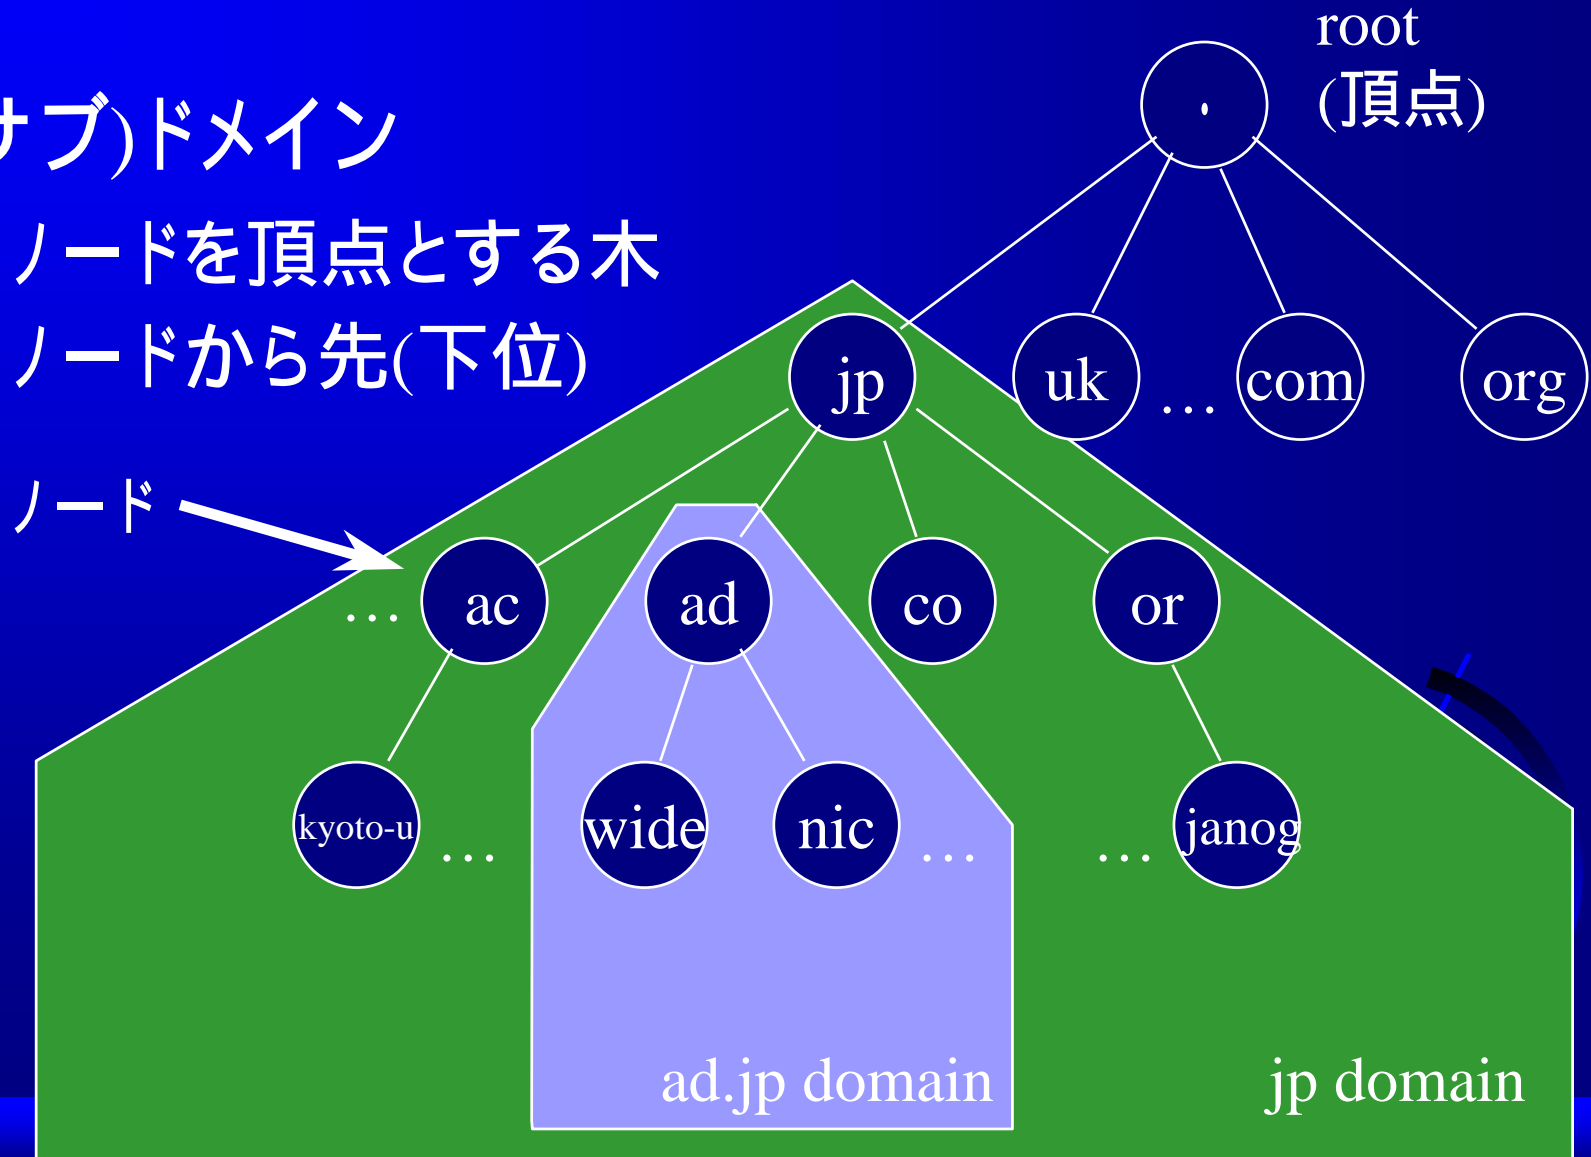 サブ)ドメイン
ノードを頂点とする木
ノードから先(下位)
ノード
root
(頂点)
.
jp
uk
…
com
org
…
ac
ad
co
or
kyoto-u
…
wide
nic
…
…
janog
ad.jp domain
jp domain